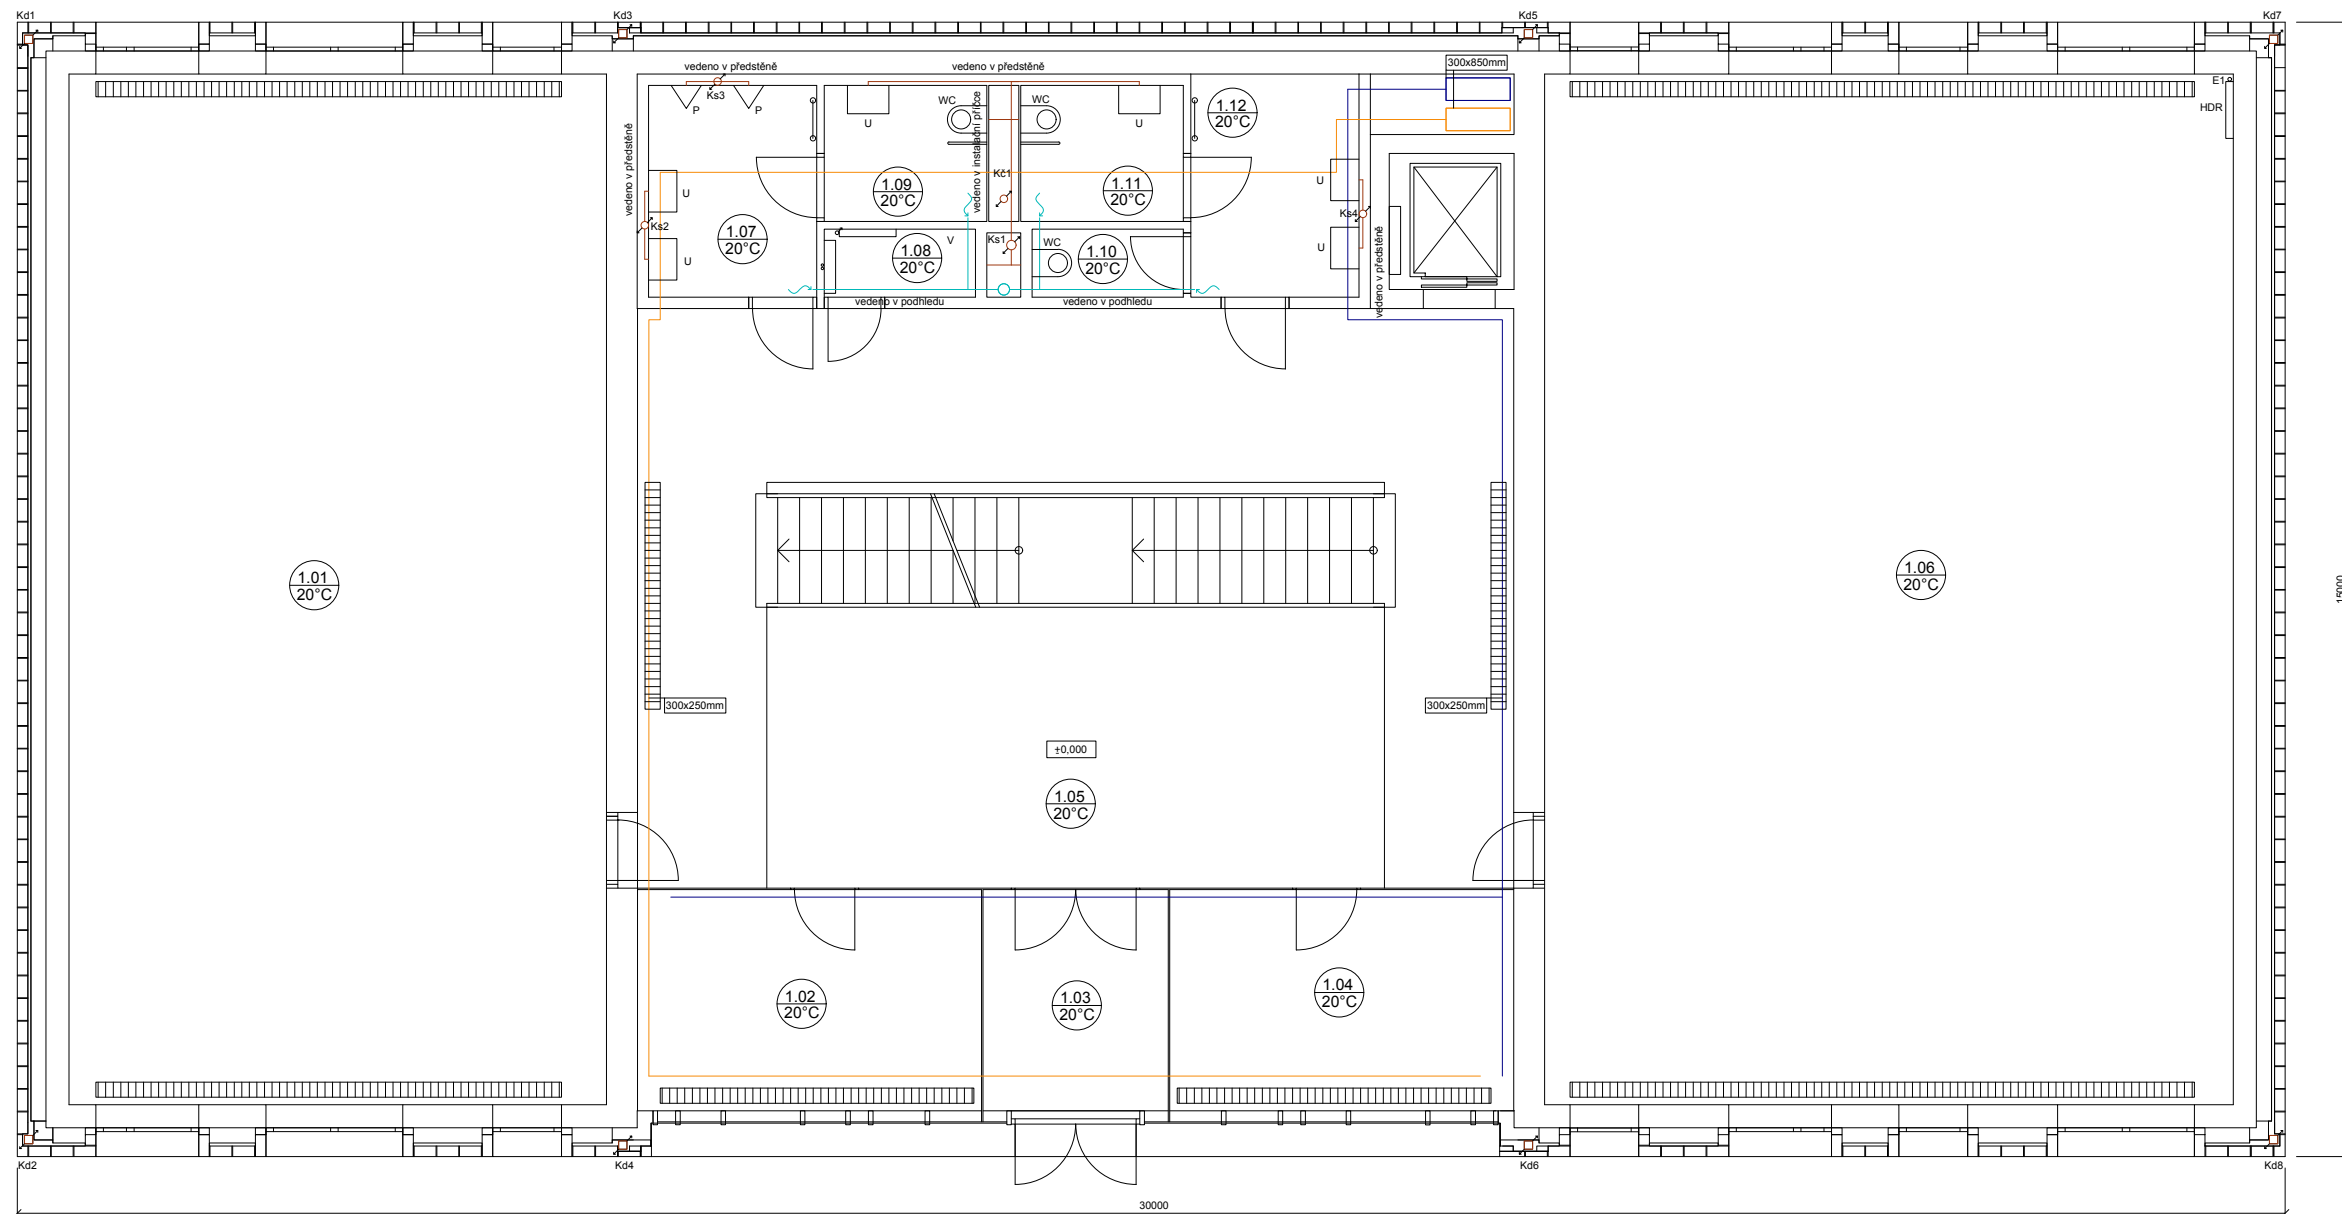 Kd1
Kd3
Kd5
Kd7
vedeno v předstěně
vedeno v předstěně
300x850mm
E1
HDR
Ks3
P
P
U
WC
WC
U
1.12
20°C
vedeno v předstěně
vedeno v instalační příčce
Kč1
U
1.09
20°C
1.11
20°C
U
Ks4
Ks2
1.07
20°C
V
Ks1
WC
1.08
20°C
1.10
20°C
U
U
vedeno v předstěně
vedeno v podhledu
vedeno v podhledu
1.01
20°C
1.06
20°C
15000
300x250mm
300x250mm
±0,000
1.05
20°C
1.02
20°C
1.03
20°C
1.04
20°C
Kd2
Kd4
Kd6
Kd8
30000